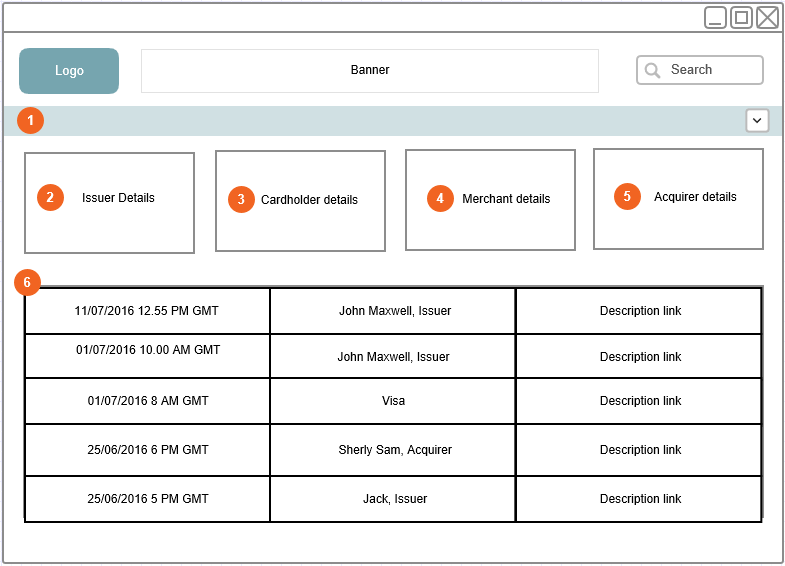 Logo
Banner
Search
1
2 Issuer Details
3 Cardholder details
4 Merchant details
5 Acquirer details
6
11/07/2016 12.55 PM GMT John Maxwell, Issuer Description link
01/07/2016 10.00 AM GMT John Maxwell, Issuer Description link
01/07/2016 8 AM GMT Visa Description link
25/06/2016 6 PM GMT Sherly Sam, Acquirer Description link
25/06/2016 5 PM GMT Jack, Issuer Description link